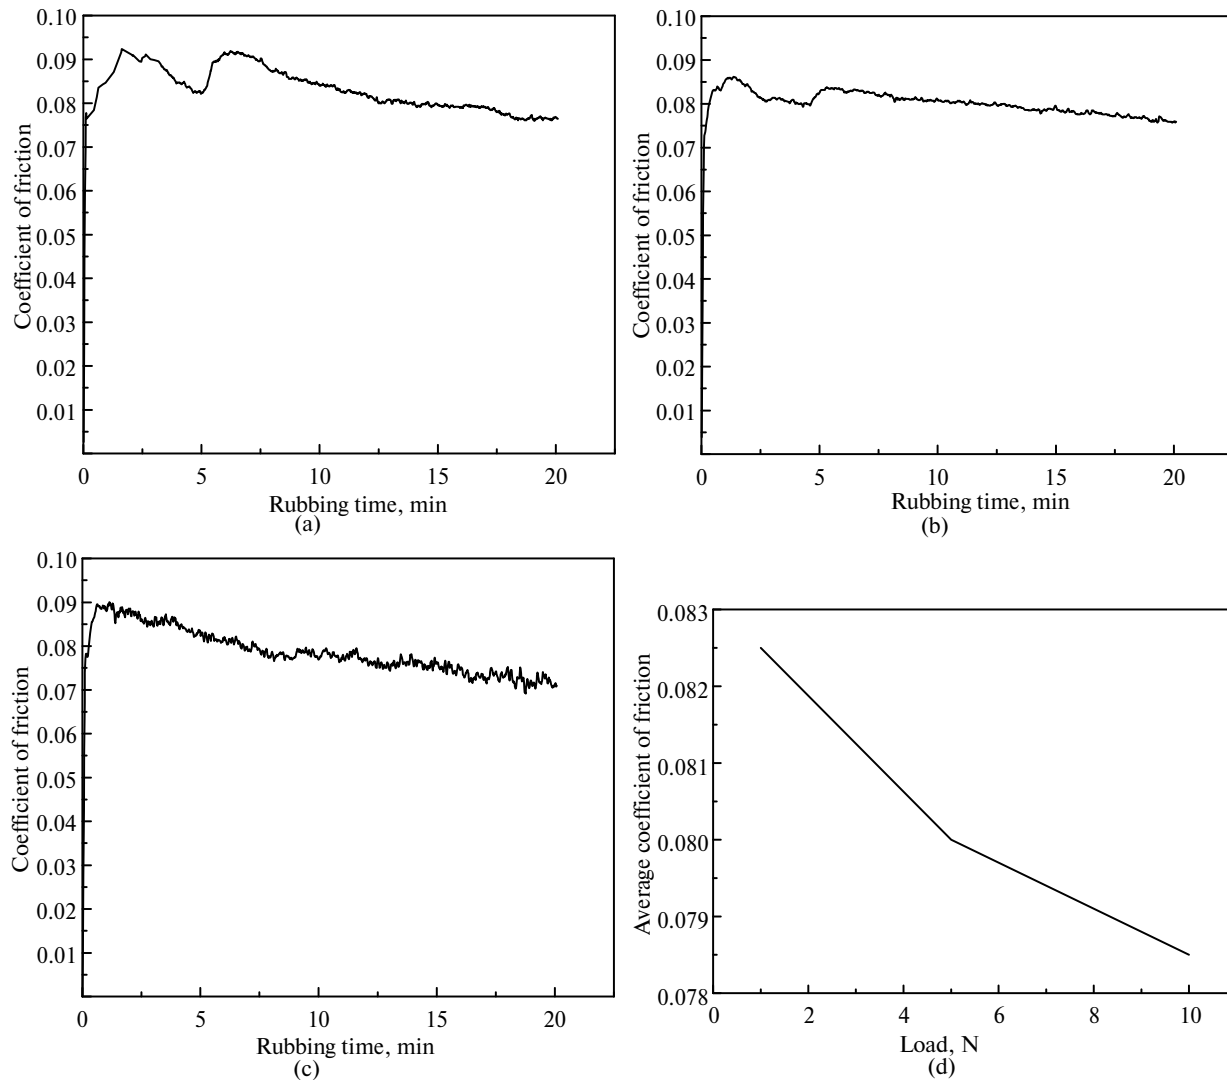 0.10
0.09
0.08
0.07
0.06
0.05
0.04
0.03
0.02
0.01
Coefficient of friction
0 5 10 15 20
Rubbing time, min
(a)
0.10
0.09
0.08
0.07
0.06
0.05
0.04
0.03
0.02
0.01
Coefficient of friction
0 5 10 15 20
Rubbing time, min
(b)
0.10
0.09
0.08
0.07
0.06
0.05
0.04
0.03
0.02
0.01
Coefficient of friction
0 5 10 15 20
Rubbing time, min
(c)
0.083
0.082
0.081
0.080
0.079
0.078
Average coefficient of friction
0 2 4 6 8 10
Load, N
(d)